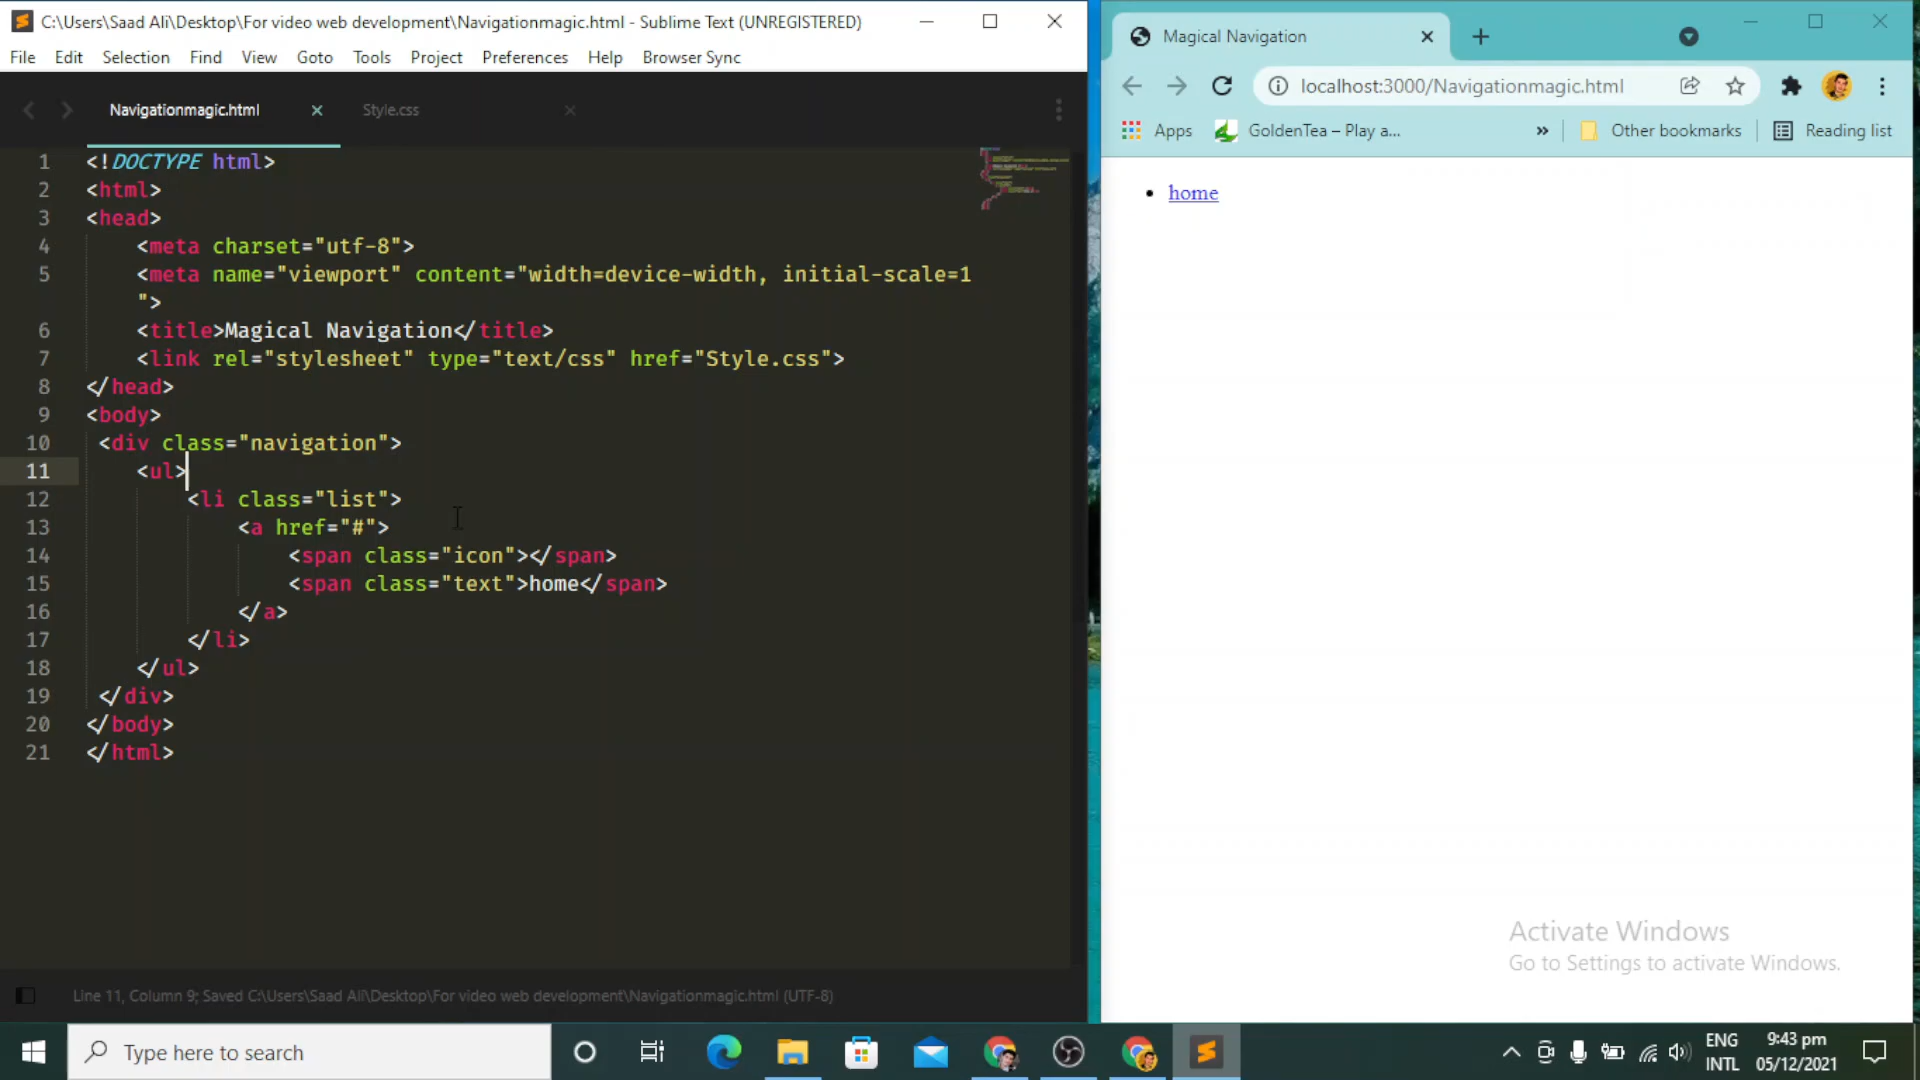 C:\Users\Saad Ali\Desktop\For video web development\Navigationmagic.html - Sublime Text (UNREGISTERED)
File Edit Selection Find View Goto Tools Project Preferences Help Browser Sync
Navigationmagic.html Style.css
1 <!DOCTYPE html>
2 <html>
3 <head>
4 <meta charset="utf-8">
5 <meta name="viewport" content="width=device-width, initial-scale=1
">
6 <title>Magical Navigation</title>
7 <link rel="stylesheet" type="text/css" href="Style.css">
8 </head>
9 <body>
10 <div class="navigation">
11 <ul>
12 <li class="list">
13 <a href="#">
14 <span class="icon"></span>
15 <span class="text">home</span>
16 </a>
17 </li>
18 </ul>
19 </div>
20 </body>
21 </html>
Line 11, Column 9; Saved C:\Users\Saad Ali\Desktop\For video web development\Navigationmagic.html (UTF-8)
Magical Navigation
localhost:3000/Navigationmagic.html
Apps GoldenTea – Play a... » Other bookmarks Reading list
• home
Activate Windows
Go to Settings to activate Windows.
Type here to search
ENG
INTL
9:43 pm
05/12/2021